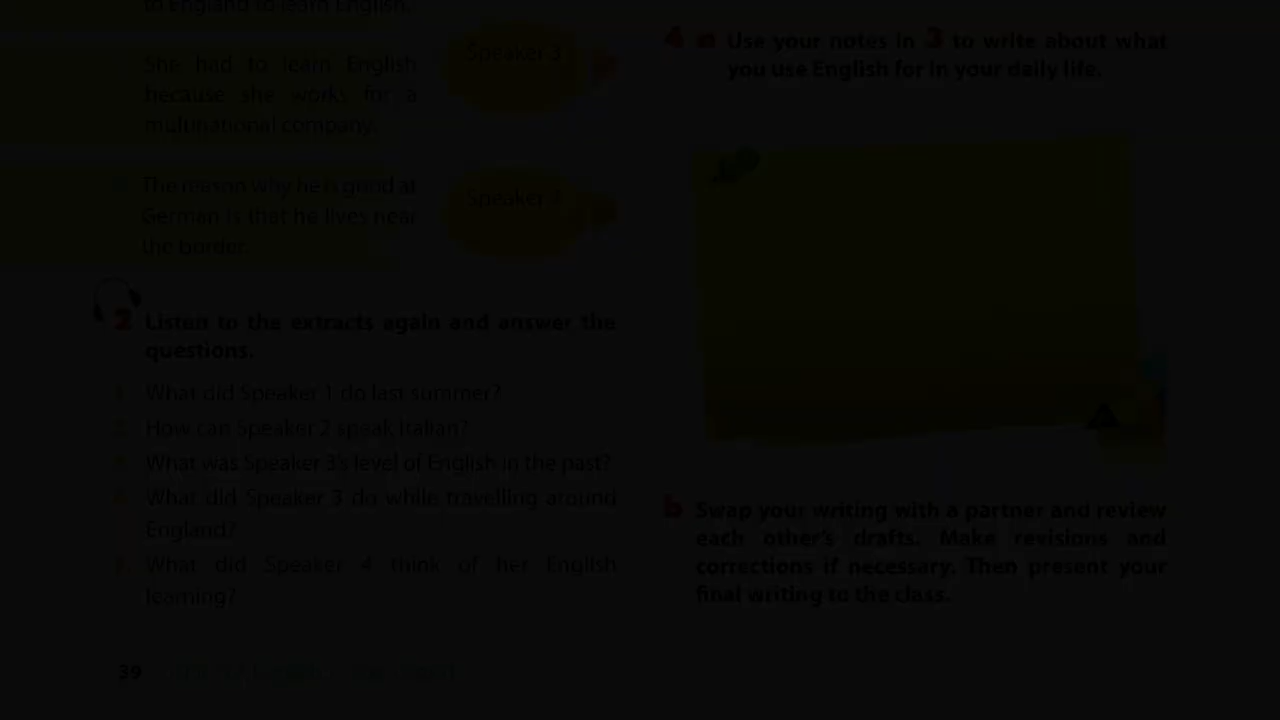 to England to learn English.
She had to learn English
because she works for a
multinational company.
Speaker 3
The reason why he is good at
German is that he lives near
the border.
Speaker
2 Listen to the extracts again and answer the
questions.
What did Speaker 1 do last summer?
How can Speaker 2 speak Italian?
What was Speaker 3's level of English in the past?
What did Speaker 3 do while travelling around
England?
What did Speaker 4 think of her English
learning?
39
4 a Use your notes in 3 to write about what
you use English for in your daily life.
b Swap your writing with a partner and review
each other's drafts. Make revisions and
corrections if necessary. Then present your
final writing to the class.